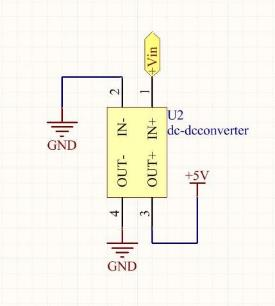 +Vin
2
1
GND
IN-
IN+
U2
dc-dcconverter
OUT-
OUT+
+5V
4
3
GND